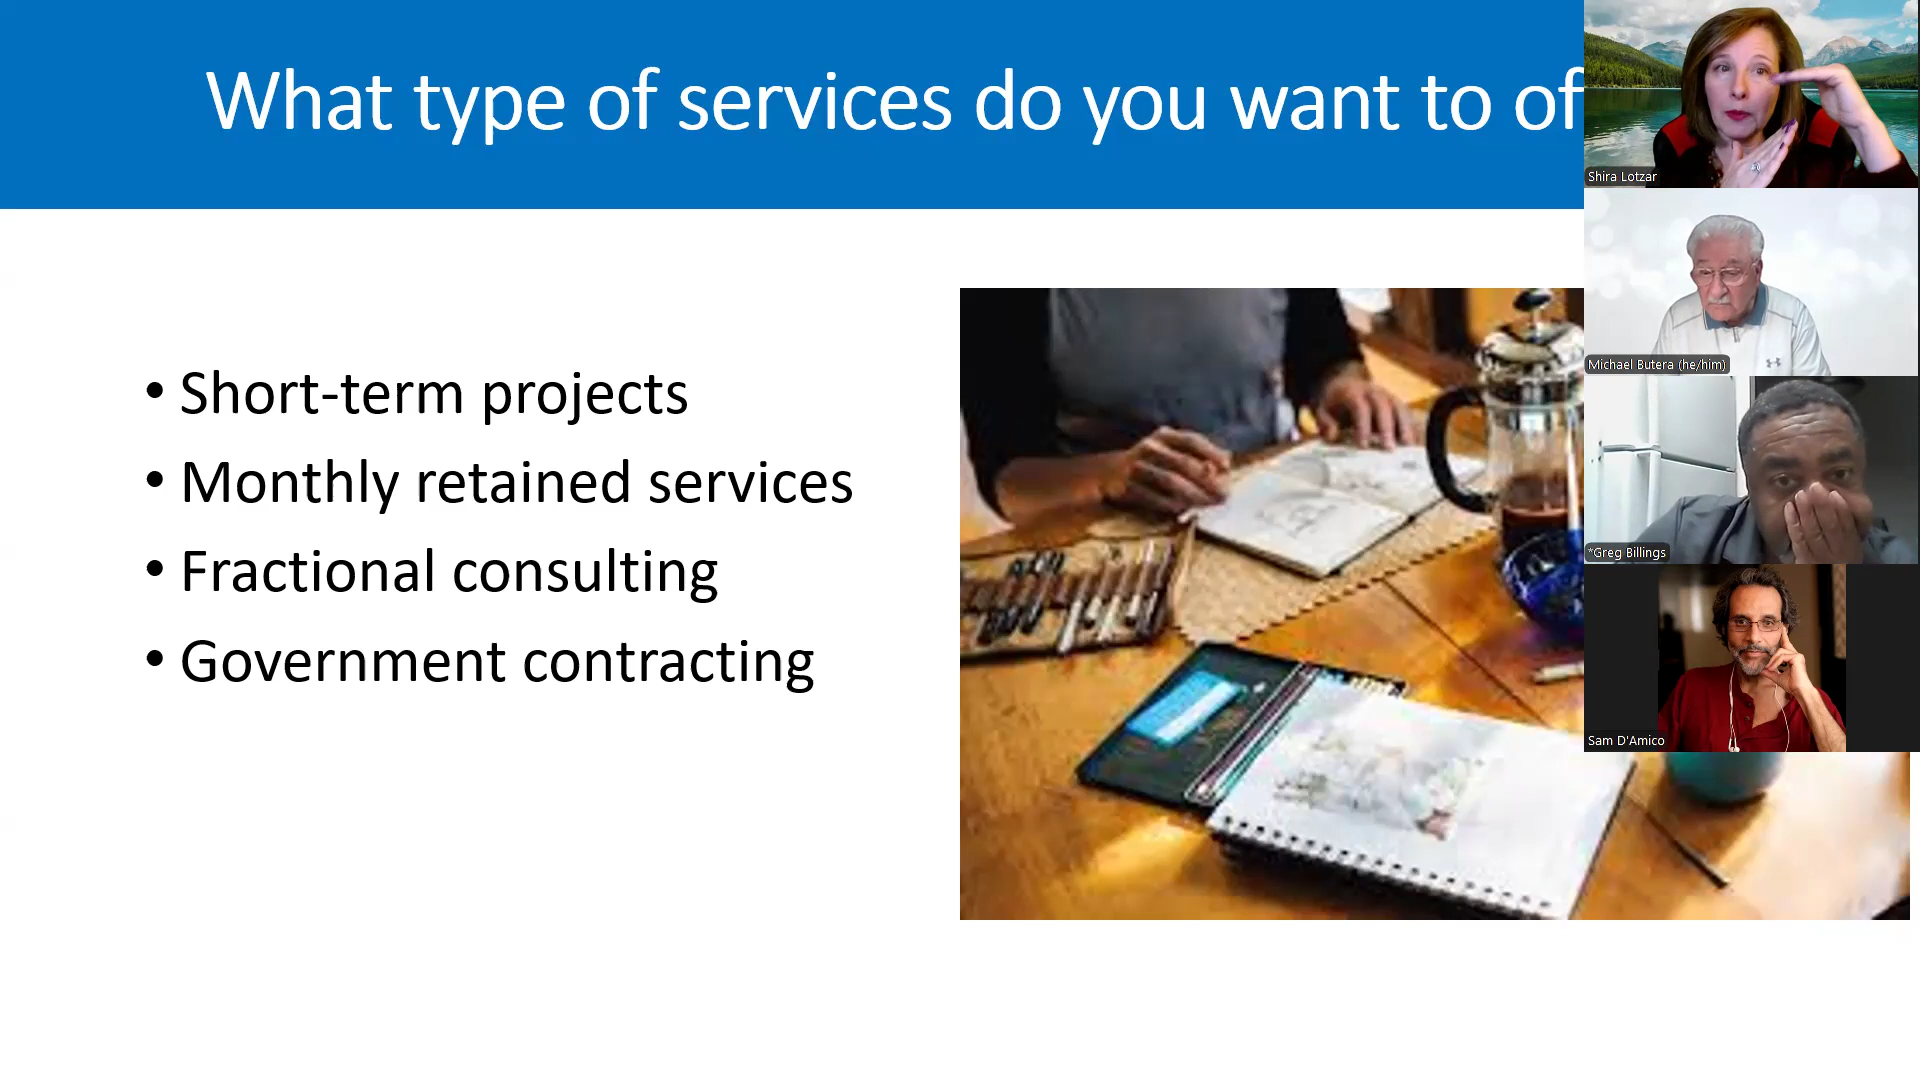 What type of services do you want to of
• Short-term projects
• Monthly retained services
• Fractional consulting
• Government contracting
Shira Lotzar
Michael Butera (he/him)
*Greg Billings
Sam D'Amico